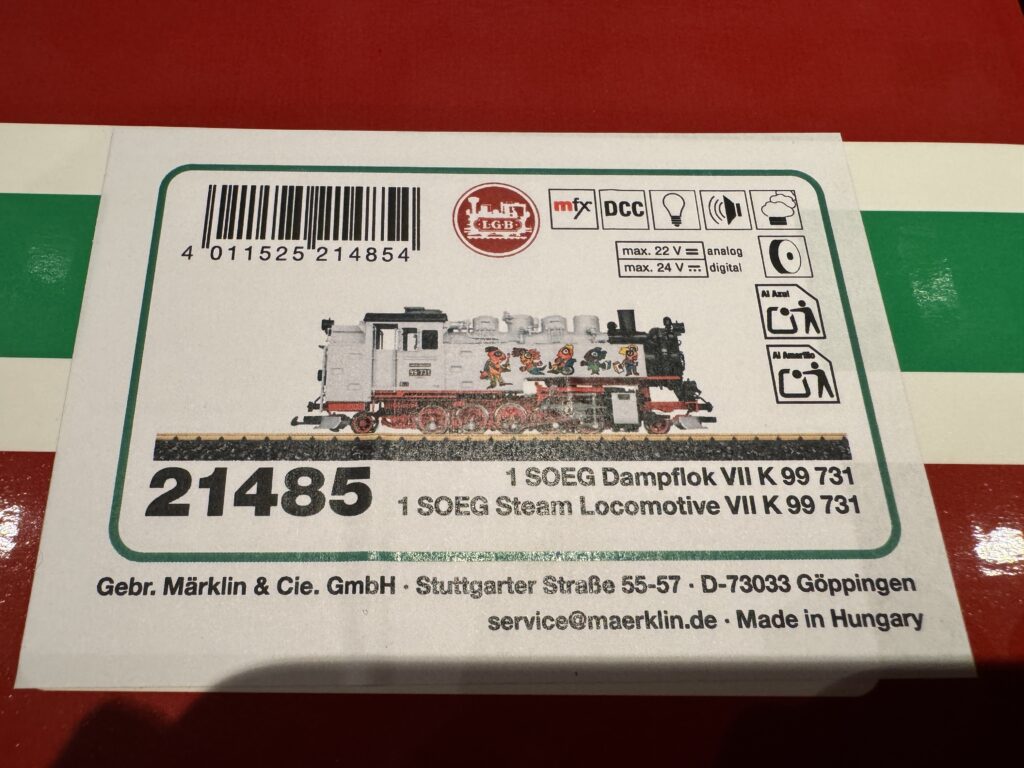 4 011525 214854
LGB
mfx
DCC
max. 22 V analog
max. 24 V digital
Al Azul
Al Amarillo
99 731
21485
1 SOEG Dampflok VII K 99 731
1 SOEG Steam Locomotive VII K 99 731
Gebr. Märklin & Cie. GmbH · Stuttgarter Straße 55-57 · D-73033 Göppingen
service@maerklin.de · Made in Hungary